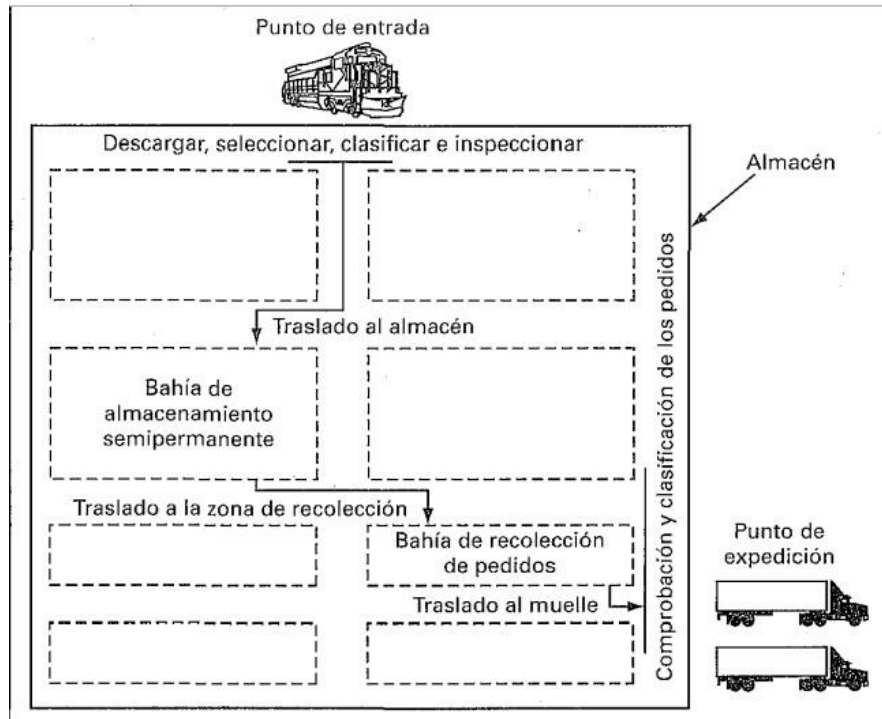 Punto de entrada
Descargar, seleccionar, clasificar e inspeccionar
Almacén
Traslado al almacén
Bahía de
almacenamiento
semipermanente
Traslado a la zona de recolección
Bahía de recolección
de pedidos
Traslado al muelle
Comprobación y clasificación de los pedidos
Punto de
expedición